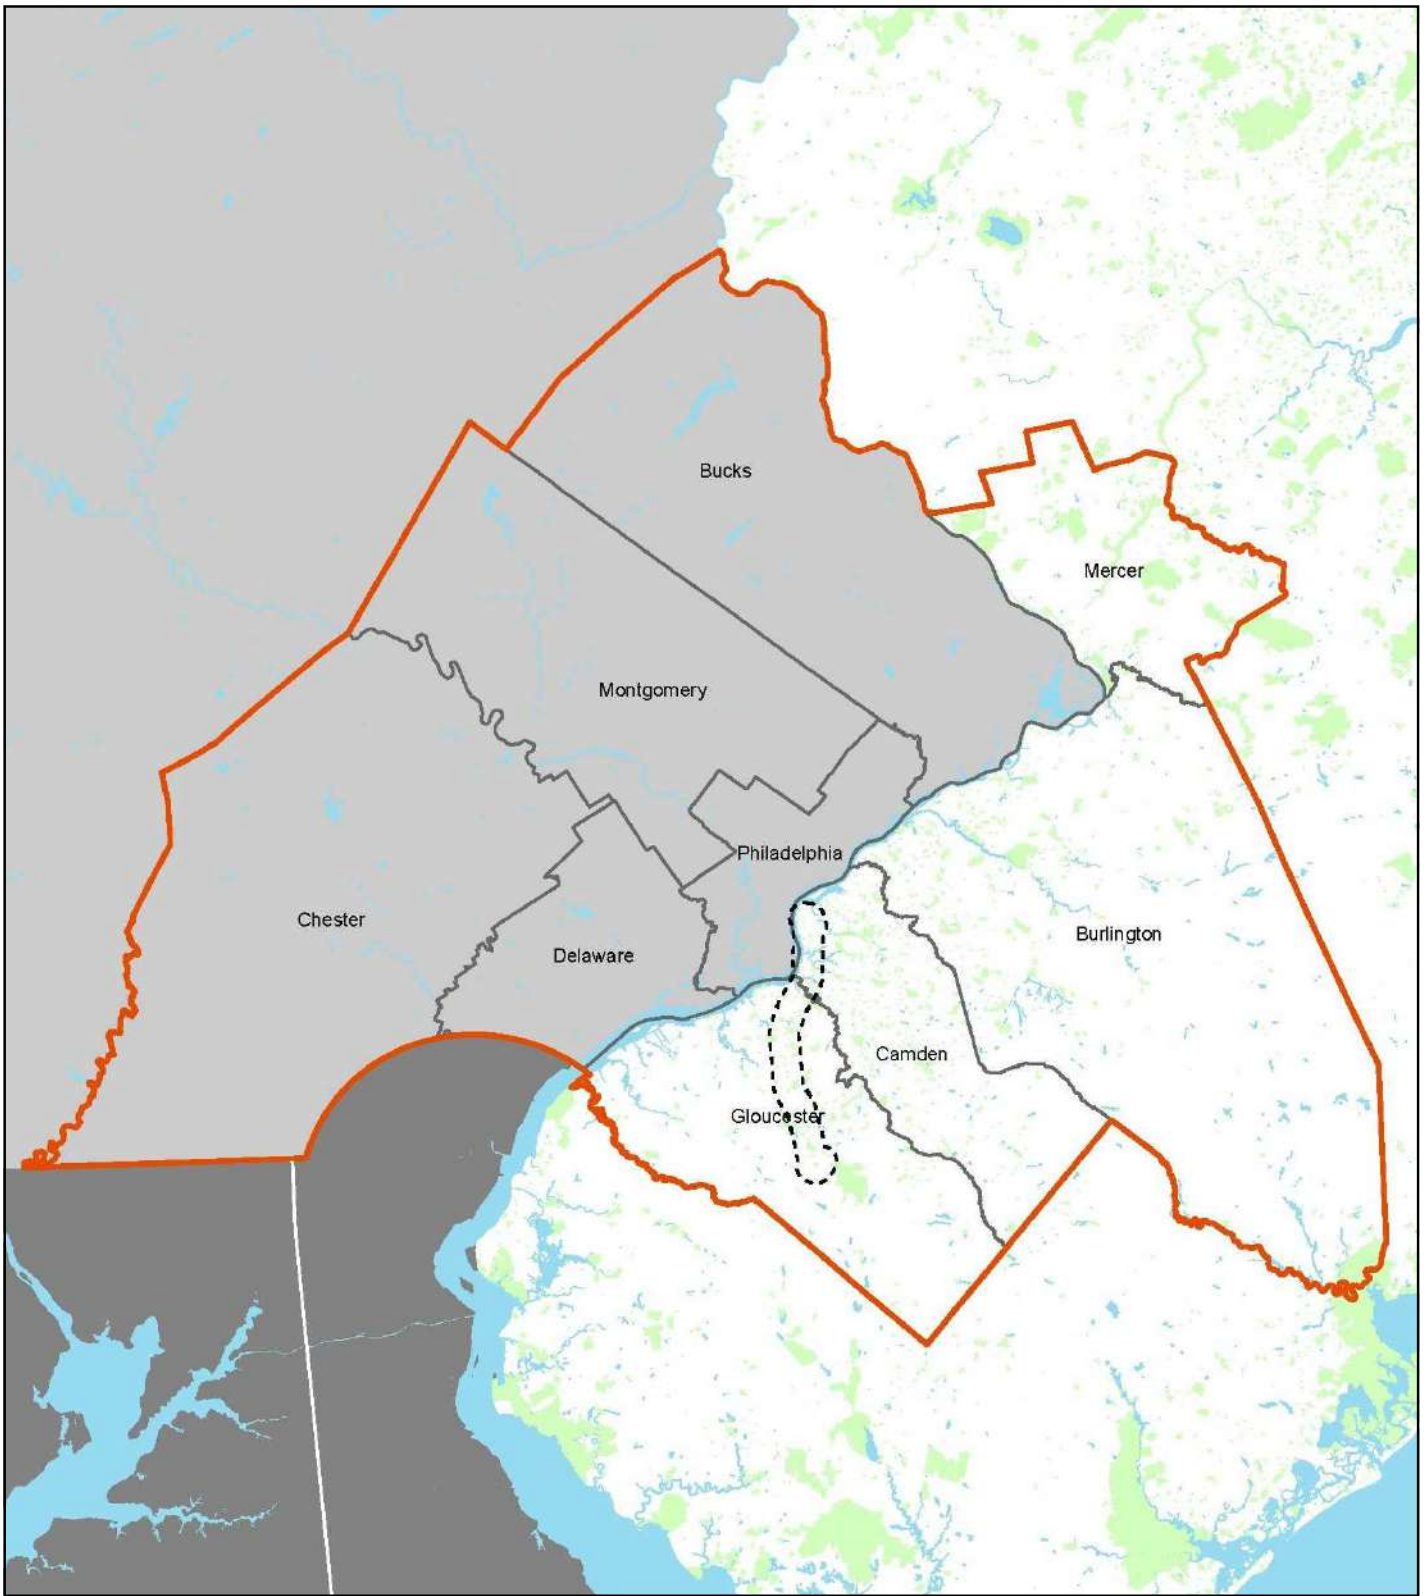 Bucks
Mercer
Montgomery
Philadelphia
Chester
Burlington
Delaware
Camden
Gloucester